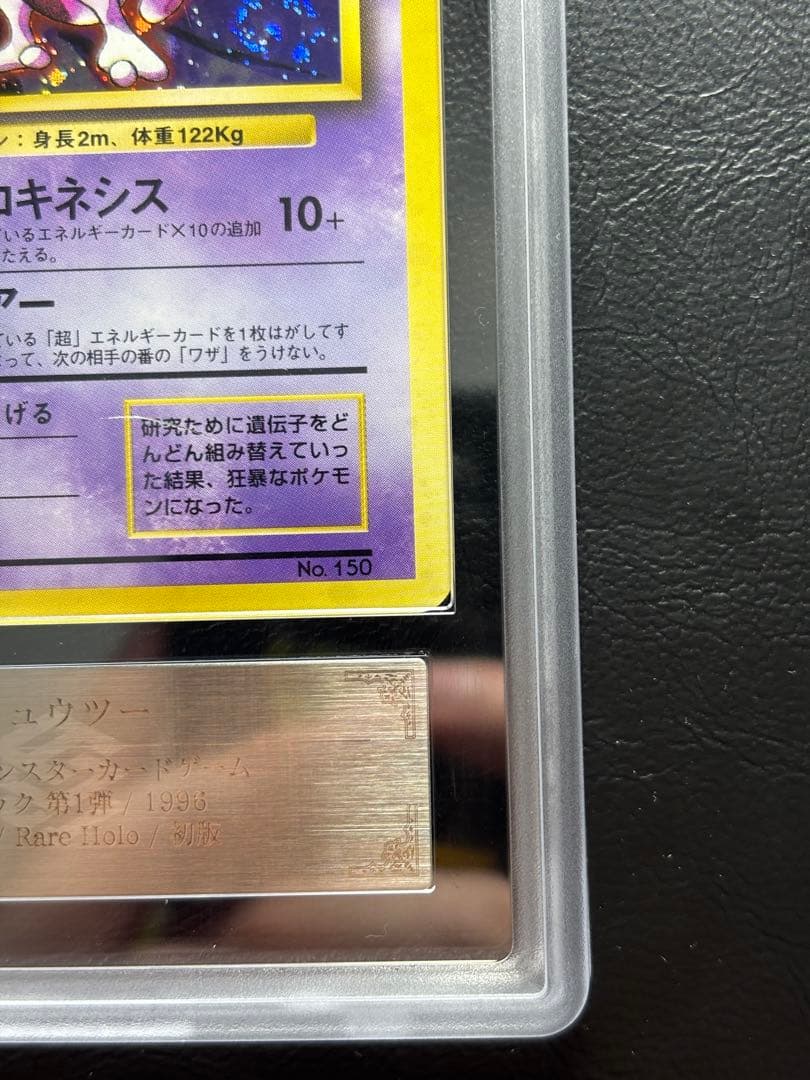 ン：身長2m、体重122Kg
コキネシス 10+
いるエネルギーカード×10の追加
たえる。
アー
いる「超」エネルギーカードを1枚はがしてす
って、次の相手の番の「ワザ」をうけない。
げる
研究ために遺伝子をど
んどん組み替えていっ
た結果、狂暴なポケモ
ンになった。
No. 150
ュウツー
ンスターカードゲーム
ック 第1弾 / 1996
/ Rare Holo / 初版